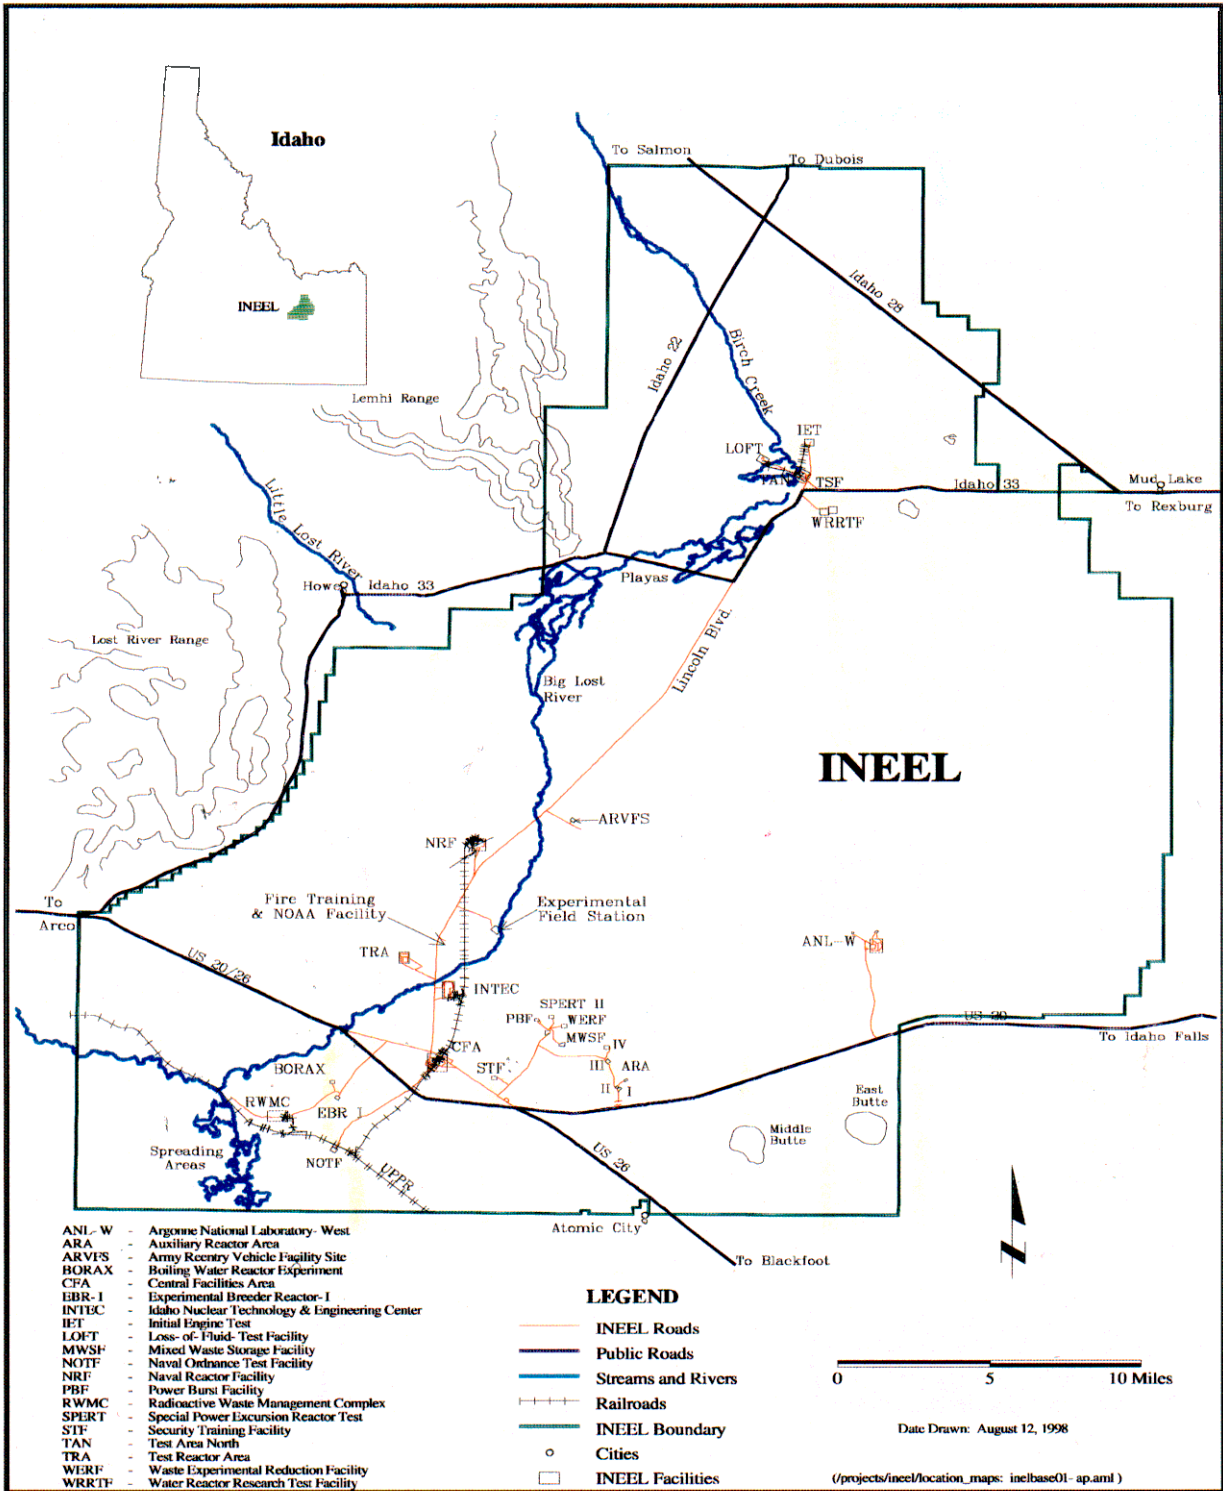 Idaho
INEEL
To Salmon
To Dubois
Idaho 28
Idaho 22
Birch Creek
Lemhi Range
Little Lost River
IET
LOFT
TAN
TSF
Idaho 33
Mud Lake
To Rexburg
WRRTF
Howe
Idaho 33
Playas
Lincoln Blvd.
Lost River Range
Big Lost
River
INEEL
ARVFS
NRF
To
Arco
Fire Training
& NOAA Facility
Experimental
Field Station
TRA
ANL-W
US 20/26
INTEC
SPERT II
PBF
WERF
MWSF
IV
III
ARA
II
I
US 20
To Idaho Falls
CFA
STF
BORAX
RWMC
EBR I
East
Butte
Middle
Butte
Spreading
Areas
NOTF
UPPR
US 26
Atomic City
To Blackfoot
N
ANL-W - Argonne National Laboratory-West
ARA - Auxiliary Reactor Area
ARVFS - Army Reentry Vehicle Facility Site
BORAX - Boiling Water Reactor Experiment
CFA - Central Facilities Area
EBR-I - Experimental Breeder Reactor-I
INTEC - Idaho Nuclear Technology & Engineering Center
IET - Initial Engine Test
LOFT - Loss-of-Fluid-Test Facility
MWSF - Mixed Waste Storage Facility
NOTF - Naval Ordnance Test Facility
NRF - Naval Reactor Facility
PBF - Power Burst Facility
RWMC - Radioactive Waste Management Complex
SPERT - Special Power Excursion Reactor Test
STF - Security Training Facility
TAN - Test Area North
TRA - Test Reactor Area
WERF - Waste Experimental Reduction Facility
WRRTF - Water Reactor Research Test Facility
LEGEND
INEEL Roads
Public Roads
Streams and Rivers
Railroads
INEEL Boundary
Cities
INEEL Facilities
0 5 10 Miles
Date Drawn: August 12, 1998
(/projects/ineel/location_maps: inelbase01-ap.aml )